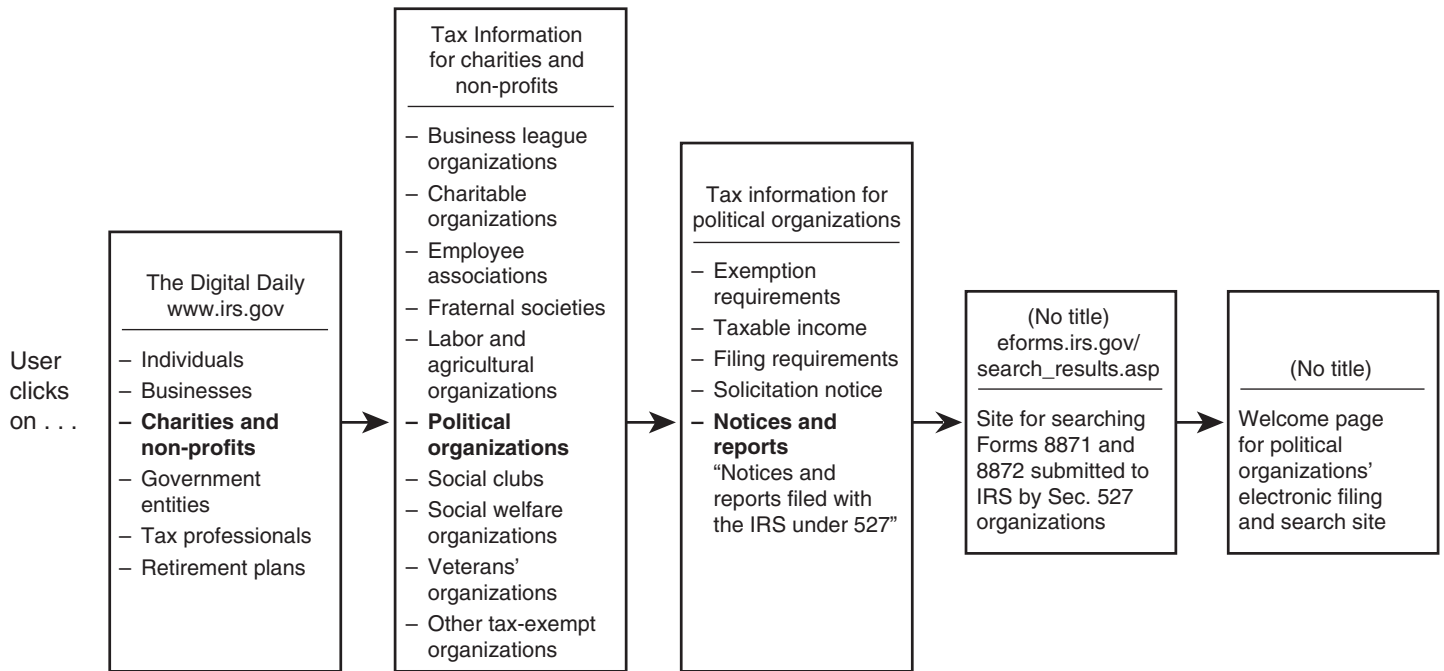 User
clicks
on . . .
The Digital Daily
www.irs.gov
– Individuals
– Businesses
– Charities and
non-profits
– Government
entities
– Tax professionals
– Retirement plans
Tax Information
for charities and
non-profits
– Business league
organizations
– Charitable
organizations
– Employee
associations
– Fraternal societies
– Labor and
agricultural
organizations
– Political
organizations
– Social clubs
– Social welfare
organizations
– Veterans’
organizations
– Other tax-exempt
organizations
Tax information for
political organizations
– Exemption
requirements
– Taxable income
– Filing requirements
– Solicitation notice
– Notices and
reports
“Notices and
reports filed with
the IRS under 527”
(No title)
eforms.irs.gov/
search_results.asp
Site for searching
Forms 8871 and
8872 submitted to
IRS by Sec. 527
organizations
(No title)
Welcome page
for political
organizations’
electronic filing
and search site